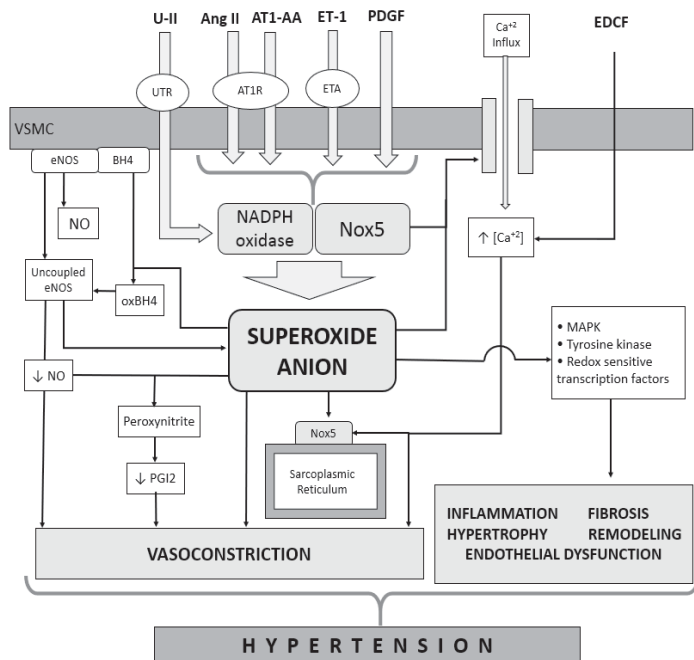 U-II
Ang II
AT1-AA
ET-1
PDGF
Ca+2
Influx
EDCF
UTR
AT1R
ETA
VSMC
eNOS
BH4
NO
NADPH
oxidase
Nox5
↑ [Ca+2]
Uncoupled
eNOS
oxBH4
SUPEROXIDE
ANION
• MAPK
• Tyrosine kinase
• Redox sensitive
transcription factors
↓ NO
Peroxynitrite
Nox5
↓ PGI2
Sarcoplasmic
Reticulum
INFLAMMATION FIBROSIS
HYPERTROPHY REMODELING
ENDOTHELIAL DYSFUNCTION
VASOCONSTRICTION
HYPERTENSION